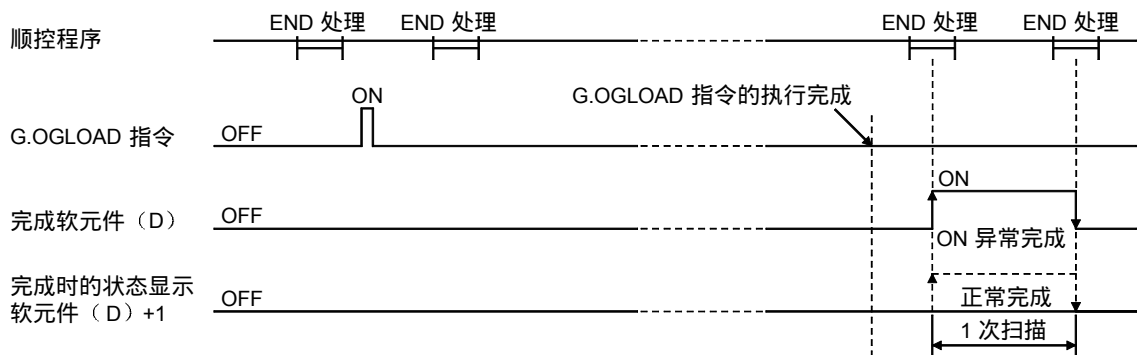 END 处理 END 处理 END 处理 END 处理
顺控程序
ON G.OGLOAD 指令的执行完成
G.OGLOAD 指令 OFF
ON
完成软元件（D） OFF
ON 异常完成
完成时的状态显示
软元件（D）+1 OFF
正常完成
1 次扫描